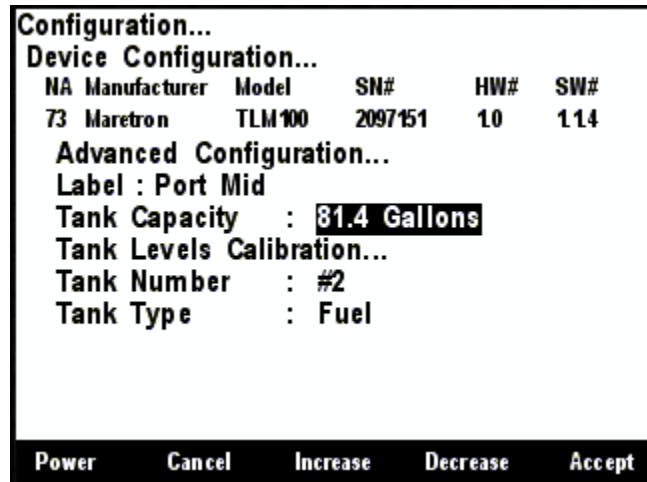 Configuration...
Device Configuration...
NA Manufacturer Model SN# HW# SW#
73 Maretron TLM100 2097151 1.0 1.1.4
Advanced Configuration...
Label : Port Mid
Tank Capacity : 81.4 Gallons
Tank Levels Calibration...
Tank Number : #2
Tank Type : Fuel
Power Cancel Increase Decrease Accept